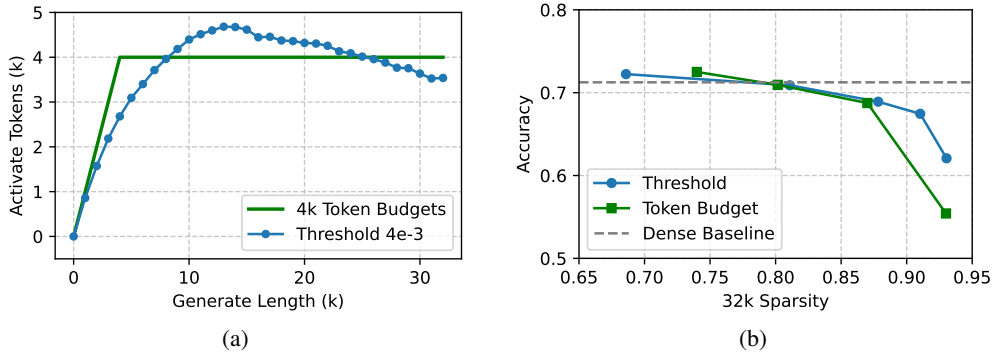 5
4
3
2
1
0
Activate Tokens (k)
4k Token Budgets
Threshold 4e-3
0
10
20
30
Generate Length (k)
(a)
0.8
0.7
0.6
0.5
Accuracy
Threshold
Token Budget
Dense Baseline
0.65
0.70
0.75
0.80
0.85
0.90
0.95
32k Sparsity
(b)